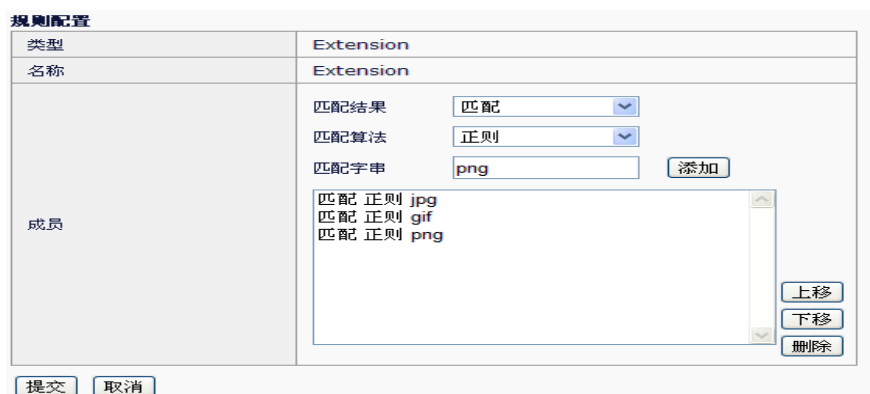 规则配置
类型 Extension
名称 Extension
成员
匹配结果 匹配
匹配算法 正则
匹配字串 png 添加
匹配 正则 jpg
匹配 正则 gif
匹配 正则 png
上移
下移
删除
提交 取消